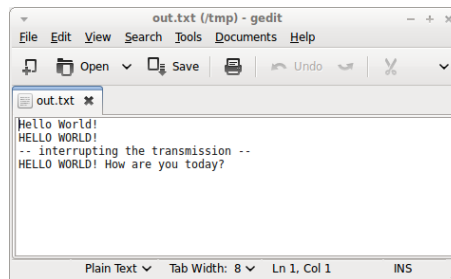 out.txt (/tmp) - gedit
File Edit View Search Tools Documents Help
Open Save Undo
out.txt
Hello World!
HELLO WORLD!
-- interrupting the transmission --
HELLO WORLD! How are you today?
Plain Text Tab Width: 8 Ln 1, Col 1 INS